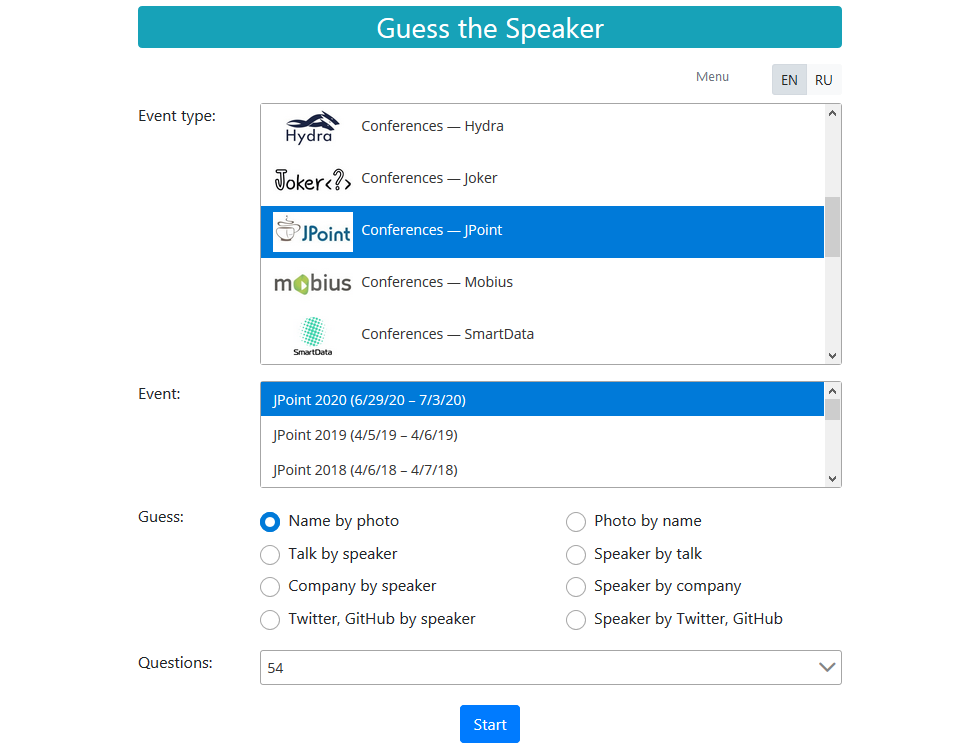 Guess the Speaker
Menu
EN RU
Event type:
Hydra Conferences — Hydra
Joker<?> Conferences — Joker
JPoint Conferences — JPoint
mobius Conferences — Mobius
SmartData Conferences — SmartData
Event:
JPoint 2020 (6/29/20 – 7/3/20)
JPoint 2019 (4/5/19 – 4/6/19)
JPoint 2018 (4/6/18 – 4/7/18)
Guess:
Name by photo Photo by name
Talk by speaker Speaker by talk
Company by speaker Speaker by company
Twitter, GitHub by speaker Speaker by Twitter, GitHub
Questions:
54
Start